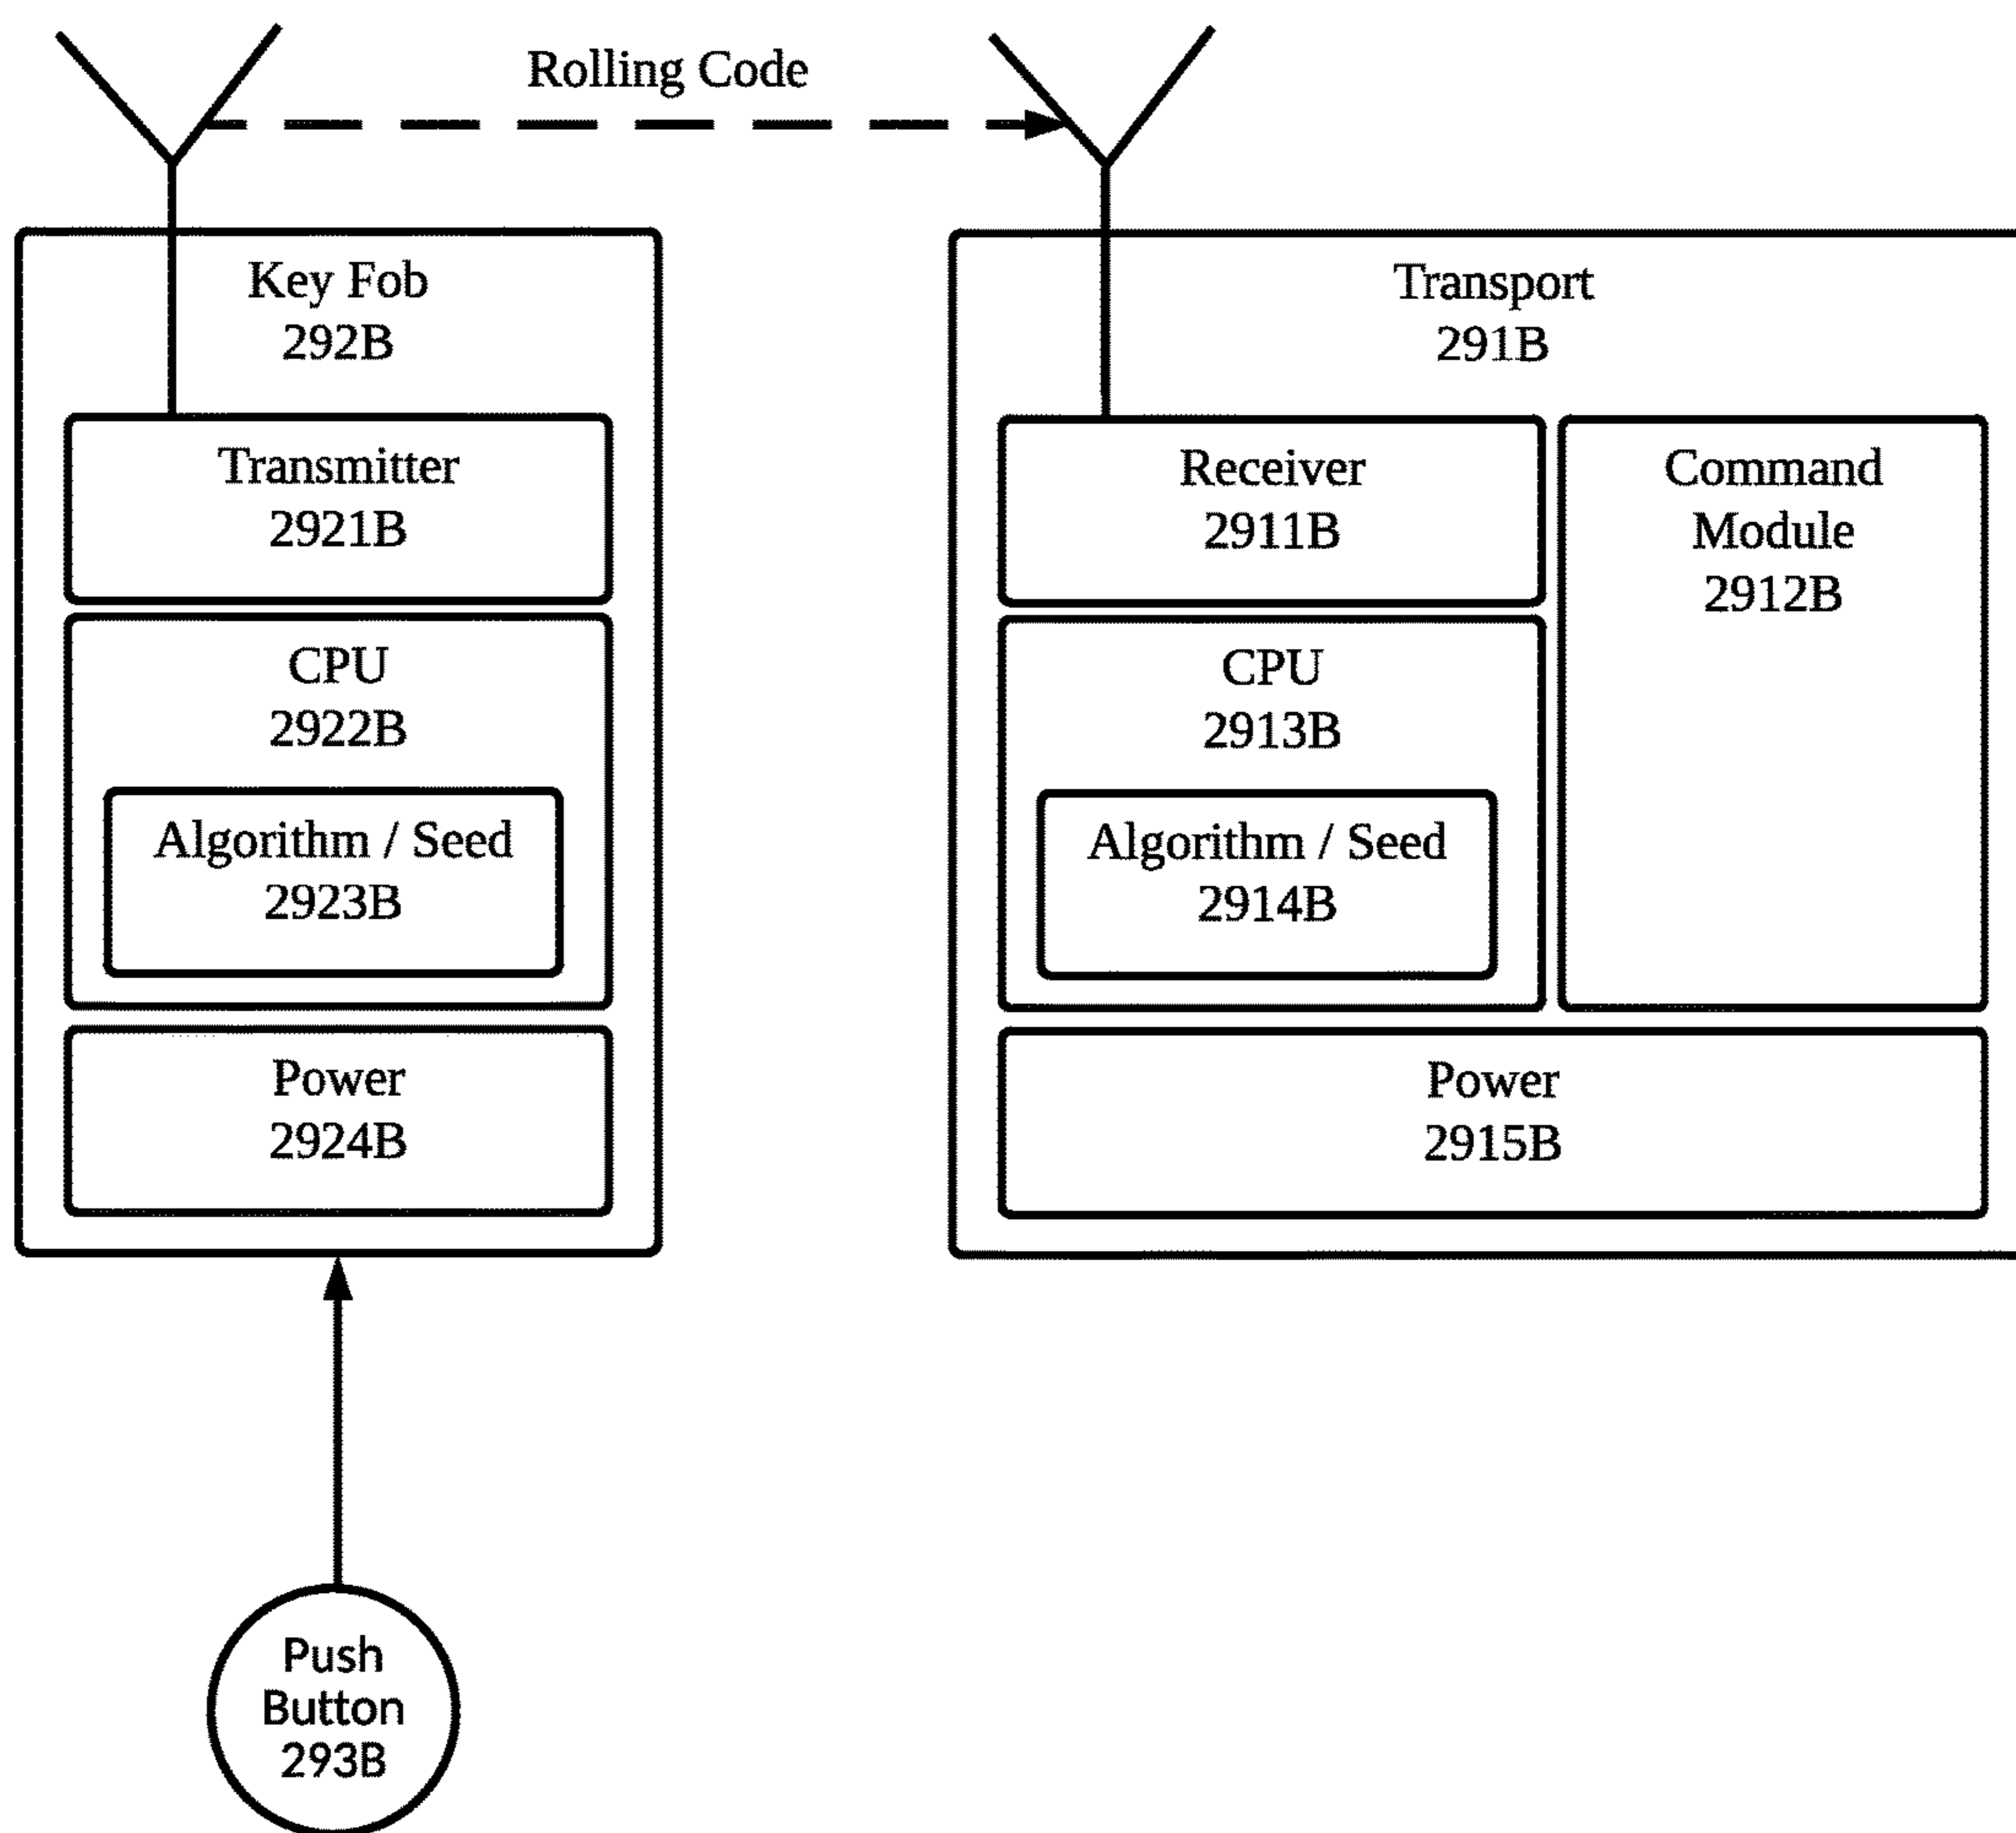 Rolling Code
Key Fob
292B
Transmitter
2921B
CPU
2922B
Algorithm / Seed
2923B
Power
2924B
Push
Button
293B
Transport
291B
Receiver
2911B
Command
Module
2912B
CPU
2913B
Algorithm / Seed
2914B
Power
2915B